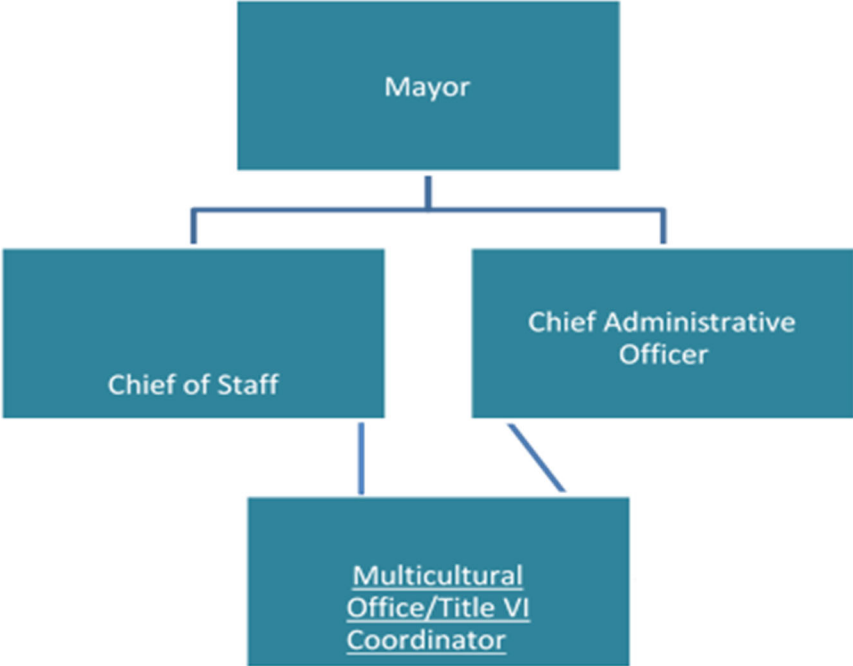 Mayor
Chief of Staff
Chief Administrative
Officer
Multicultural
Office/Title VI
Coordinator